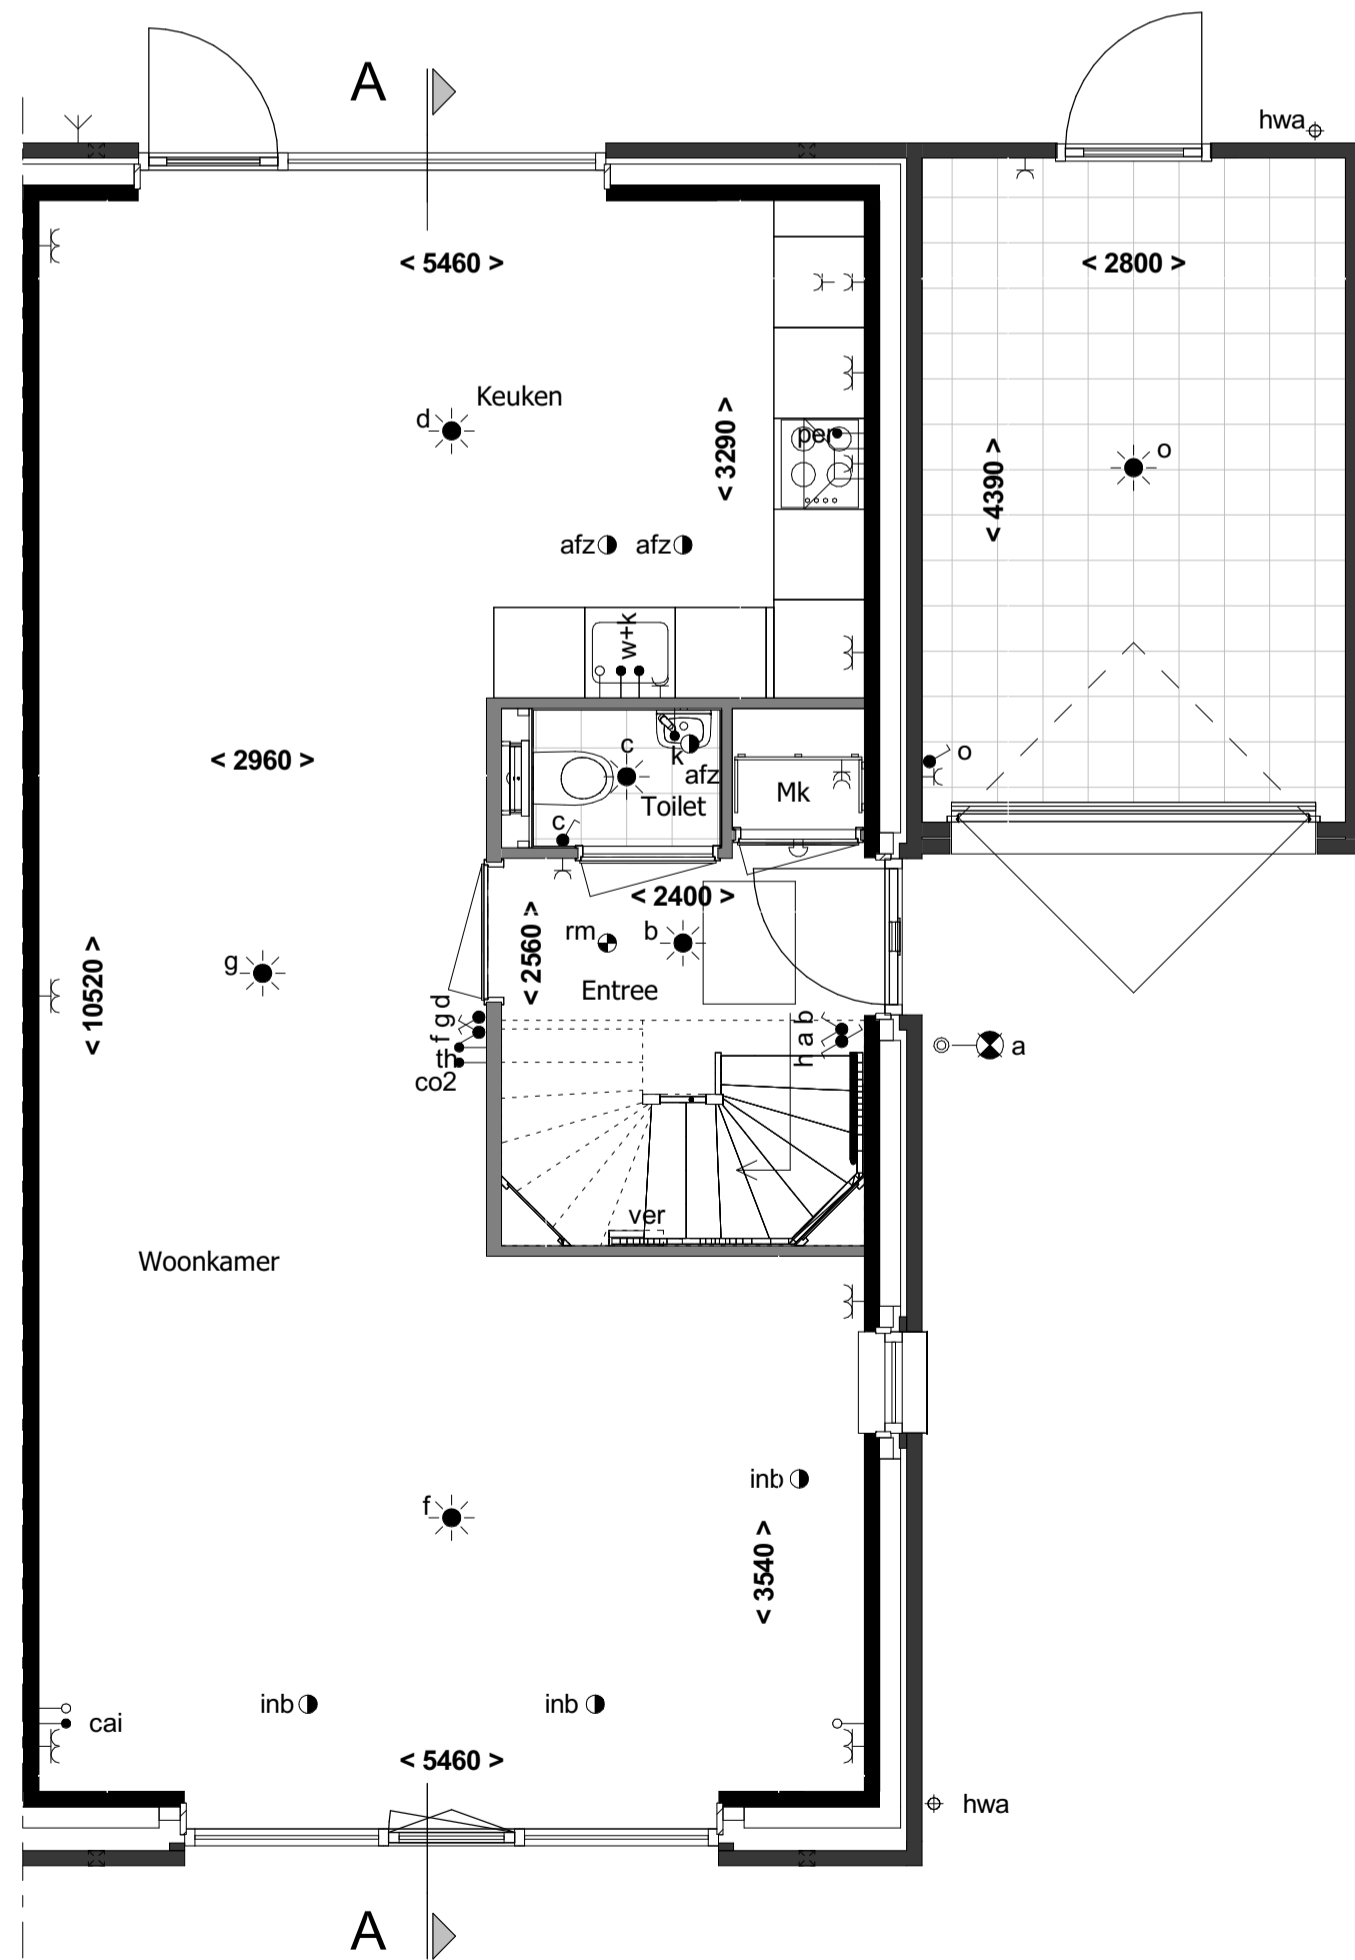 A
hwa
< 5460 >
< 2800 >
Keuken
d
< 3290 >
per
< 4390 >
o
afz
afz
w+k
< 2960 >
c
k
afz
Toilet
Mk
o
c
< 2400 >
< 2560 >
rm
b
Entree
g
< 10520 >
f g d
th
co2
h a b
a
ver
Woonkamer
inb
f
< 3540 >
inb
inb
cai
< 5460 >
hwa
A